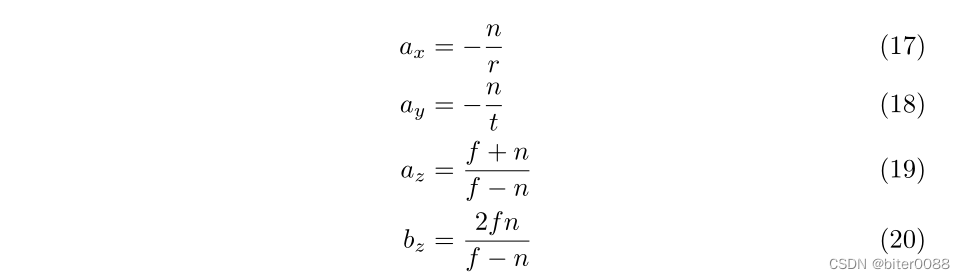 a_x = -\frac{n}{r} (17)
a_y = -\frac{n}{t} (18)
a_z = \frac{f + n}{f - n} (19)
b_z = \frac{2fn}{f - n} (20)
CSDN @biter0088